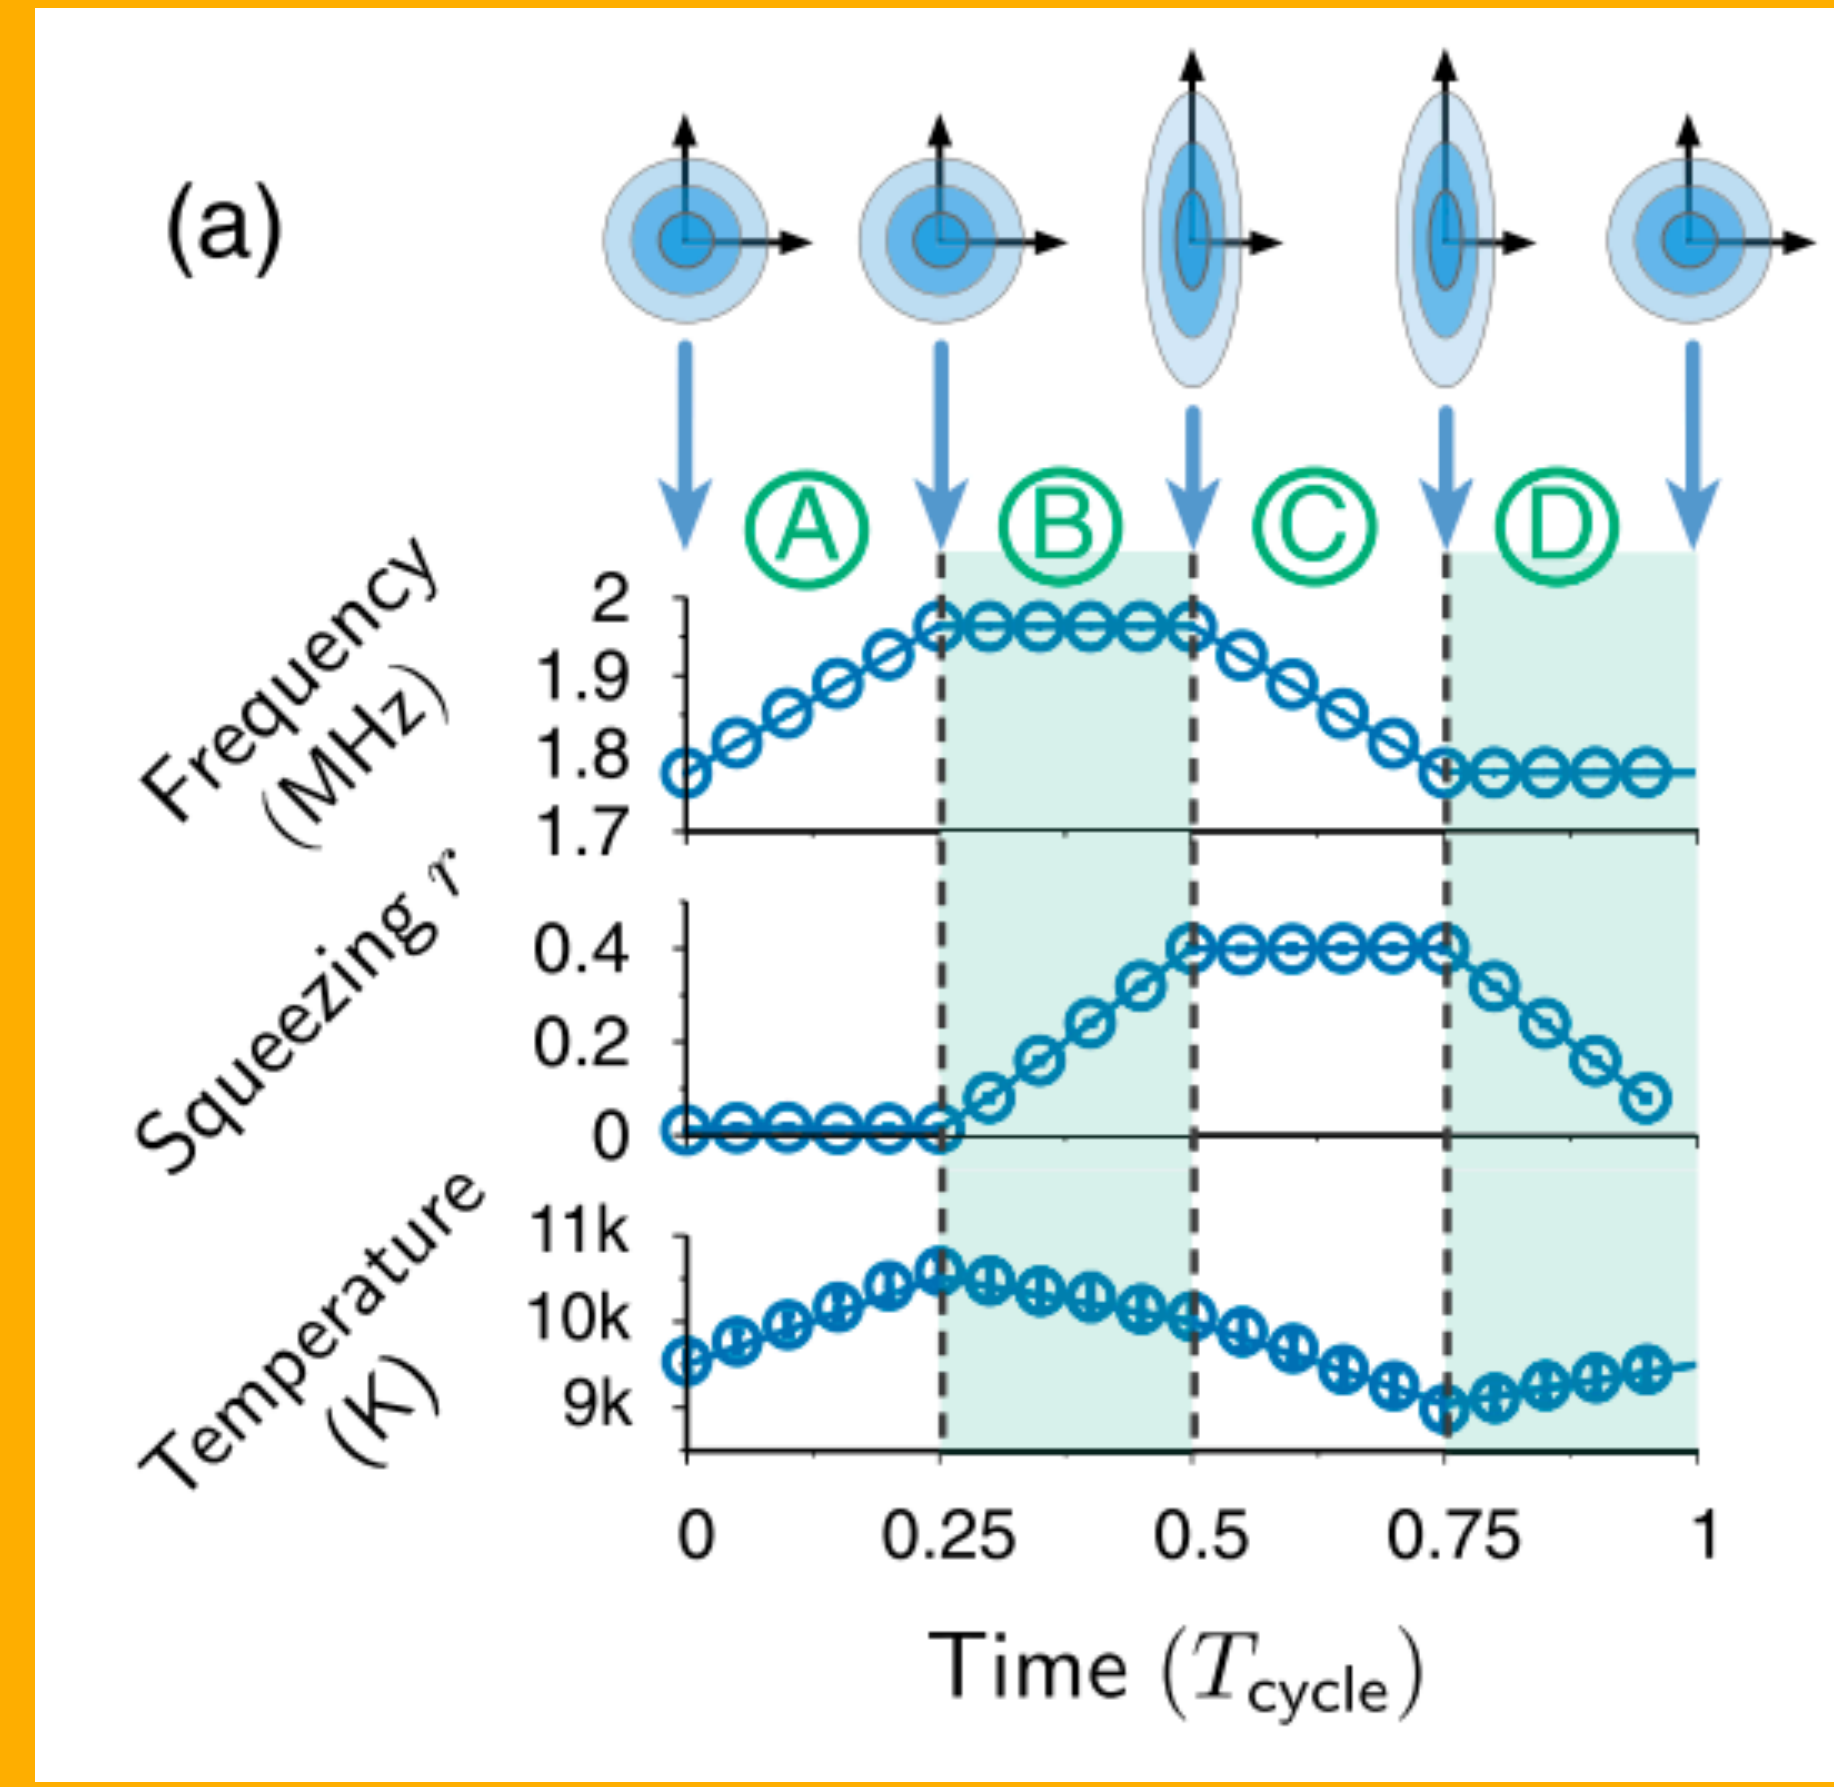 (a)
A B C D
Frequency
(MHz)
2
1.9
1.8
1.7
Squeezing r
0.4
0.2
0
Temperature
(K)
11k
10k
9k
0 0.25 0.5 0.75 1
Time (Tcycle)